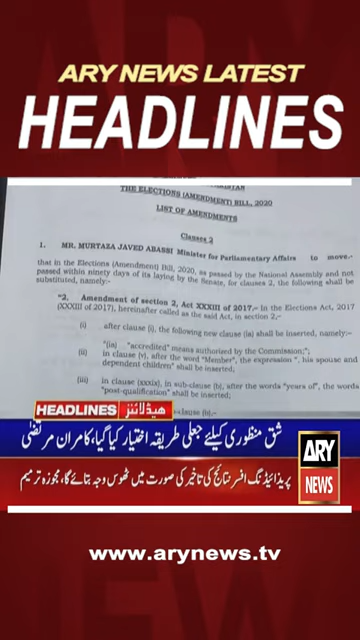 ARY NEWS LATEST
HEADLINES
THE ELECTIONS (AMENDMENT) BILL, 2020
LIST OF AMENDMENTS
Clauses 2
1. MR. MURTAZA JAVED ABASSI Minister for Parliamentary Affairs to move:-
that in the Elections (Amendment) Bill, 2020, as passed by the National Assembly and not
passed within ninety days of its laying by the Senate, for clauses 2, the following shall be
substituted, namely:-
"2. Amendment of section 2, Act XXXIII of 2017.- In the Elections Act, 2017
(XXXIII of 2017), hereinafter called as the said Act, in section 2,-
(i) after clause (i), the following new clause (ia) shall be inserted, namely:-
"(ia) "accredited" means authorized by the Commission;";
(ii) in clause (v), after the word "Member, the expression ", his spouse and
dependent children" shall be inserted;
(iii) in clause (xxxix), in sub-clause (b), after the words "years of", the words
"post-qualification" shall be inserted;
clause (b),-
HEADLINES ہیڈلائنز
شق منظوری کیلئے جعلی طریقہ اختیار کیا گیا، کامران مرتضیٰ
پریذائیڈنگ افسر نتائج کی تاخیر کی صورت میں ٹھوس وجہ بتائے گا، مجوزہ ترمیم
ARY
NEWS
www.arynews.tv